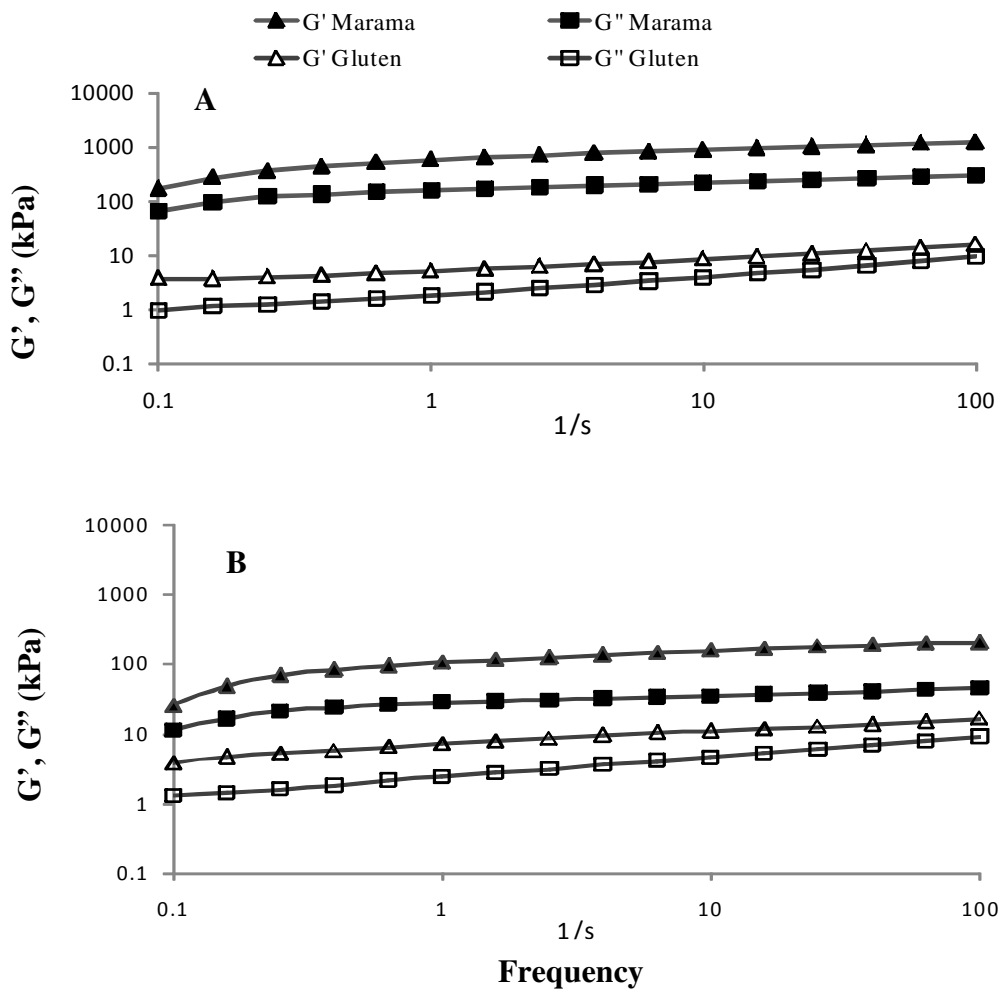 G' Marama G" Marama
G' Gluten G" Gluten
A
10000
1000
100
10
1
0.1
G’, G” (kPa)
0.1 1 10 100
1/s
B
10000
1000
100
10
1
0.1
G’, G” (kPa)
0.1 1 10 100
1/s
Frequency